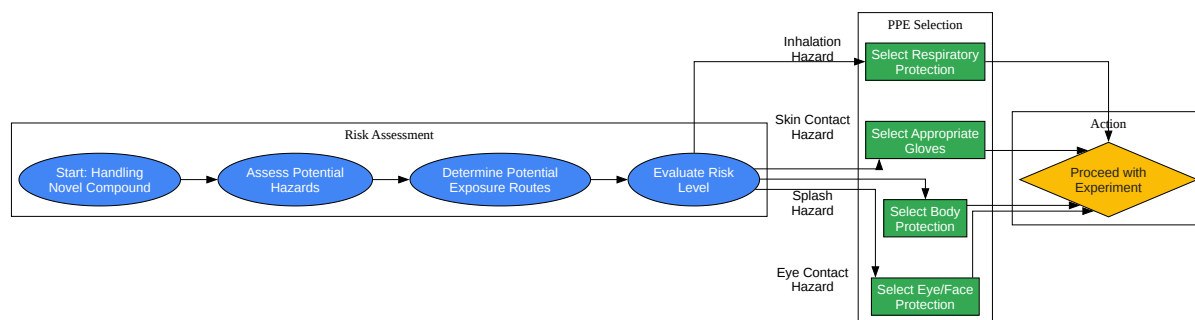 Risk Assessment
Start: Handling
Novel Compound
Assess Potential
Hazards
Determine Potential
Exposure Routes
Evaluate Risk
Level
Inhalation
Hazard
Skin Contact
Hazard
Splash
Hazard
Eye Contact
Hazard
PPE Selection
Select Respiratory
Protection
Select Appropriate
Gloves
Select Body
Protection
Select Eye/Face
Protection
Action
Proceed with
Experiment